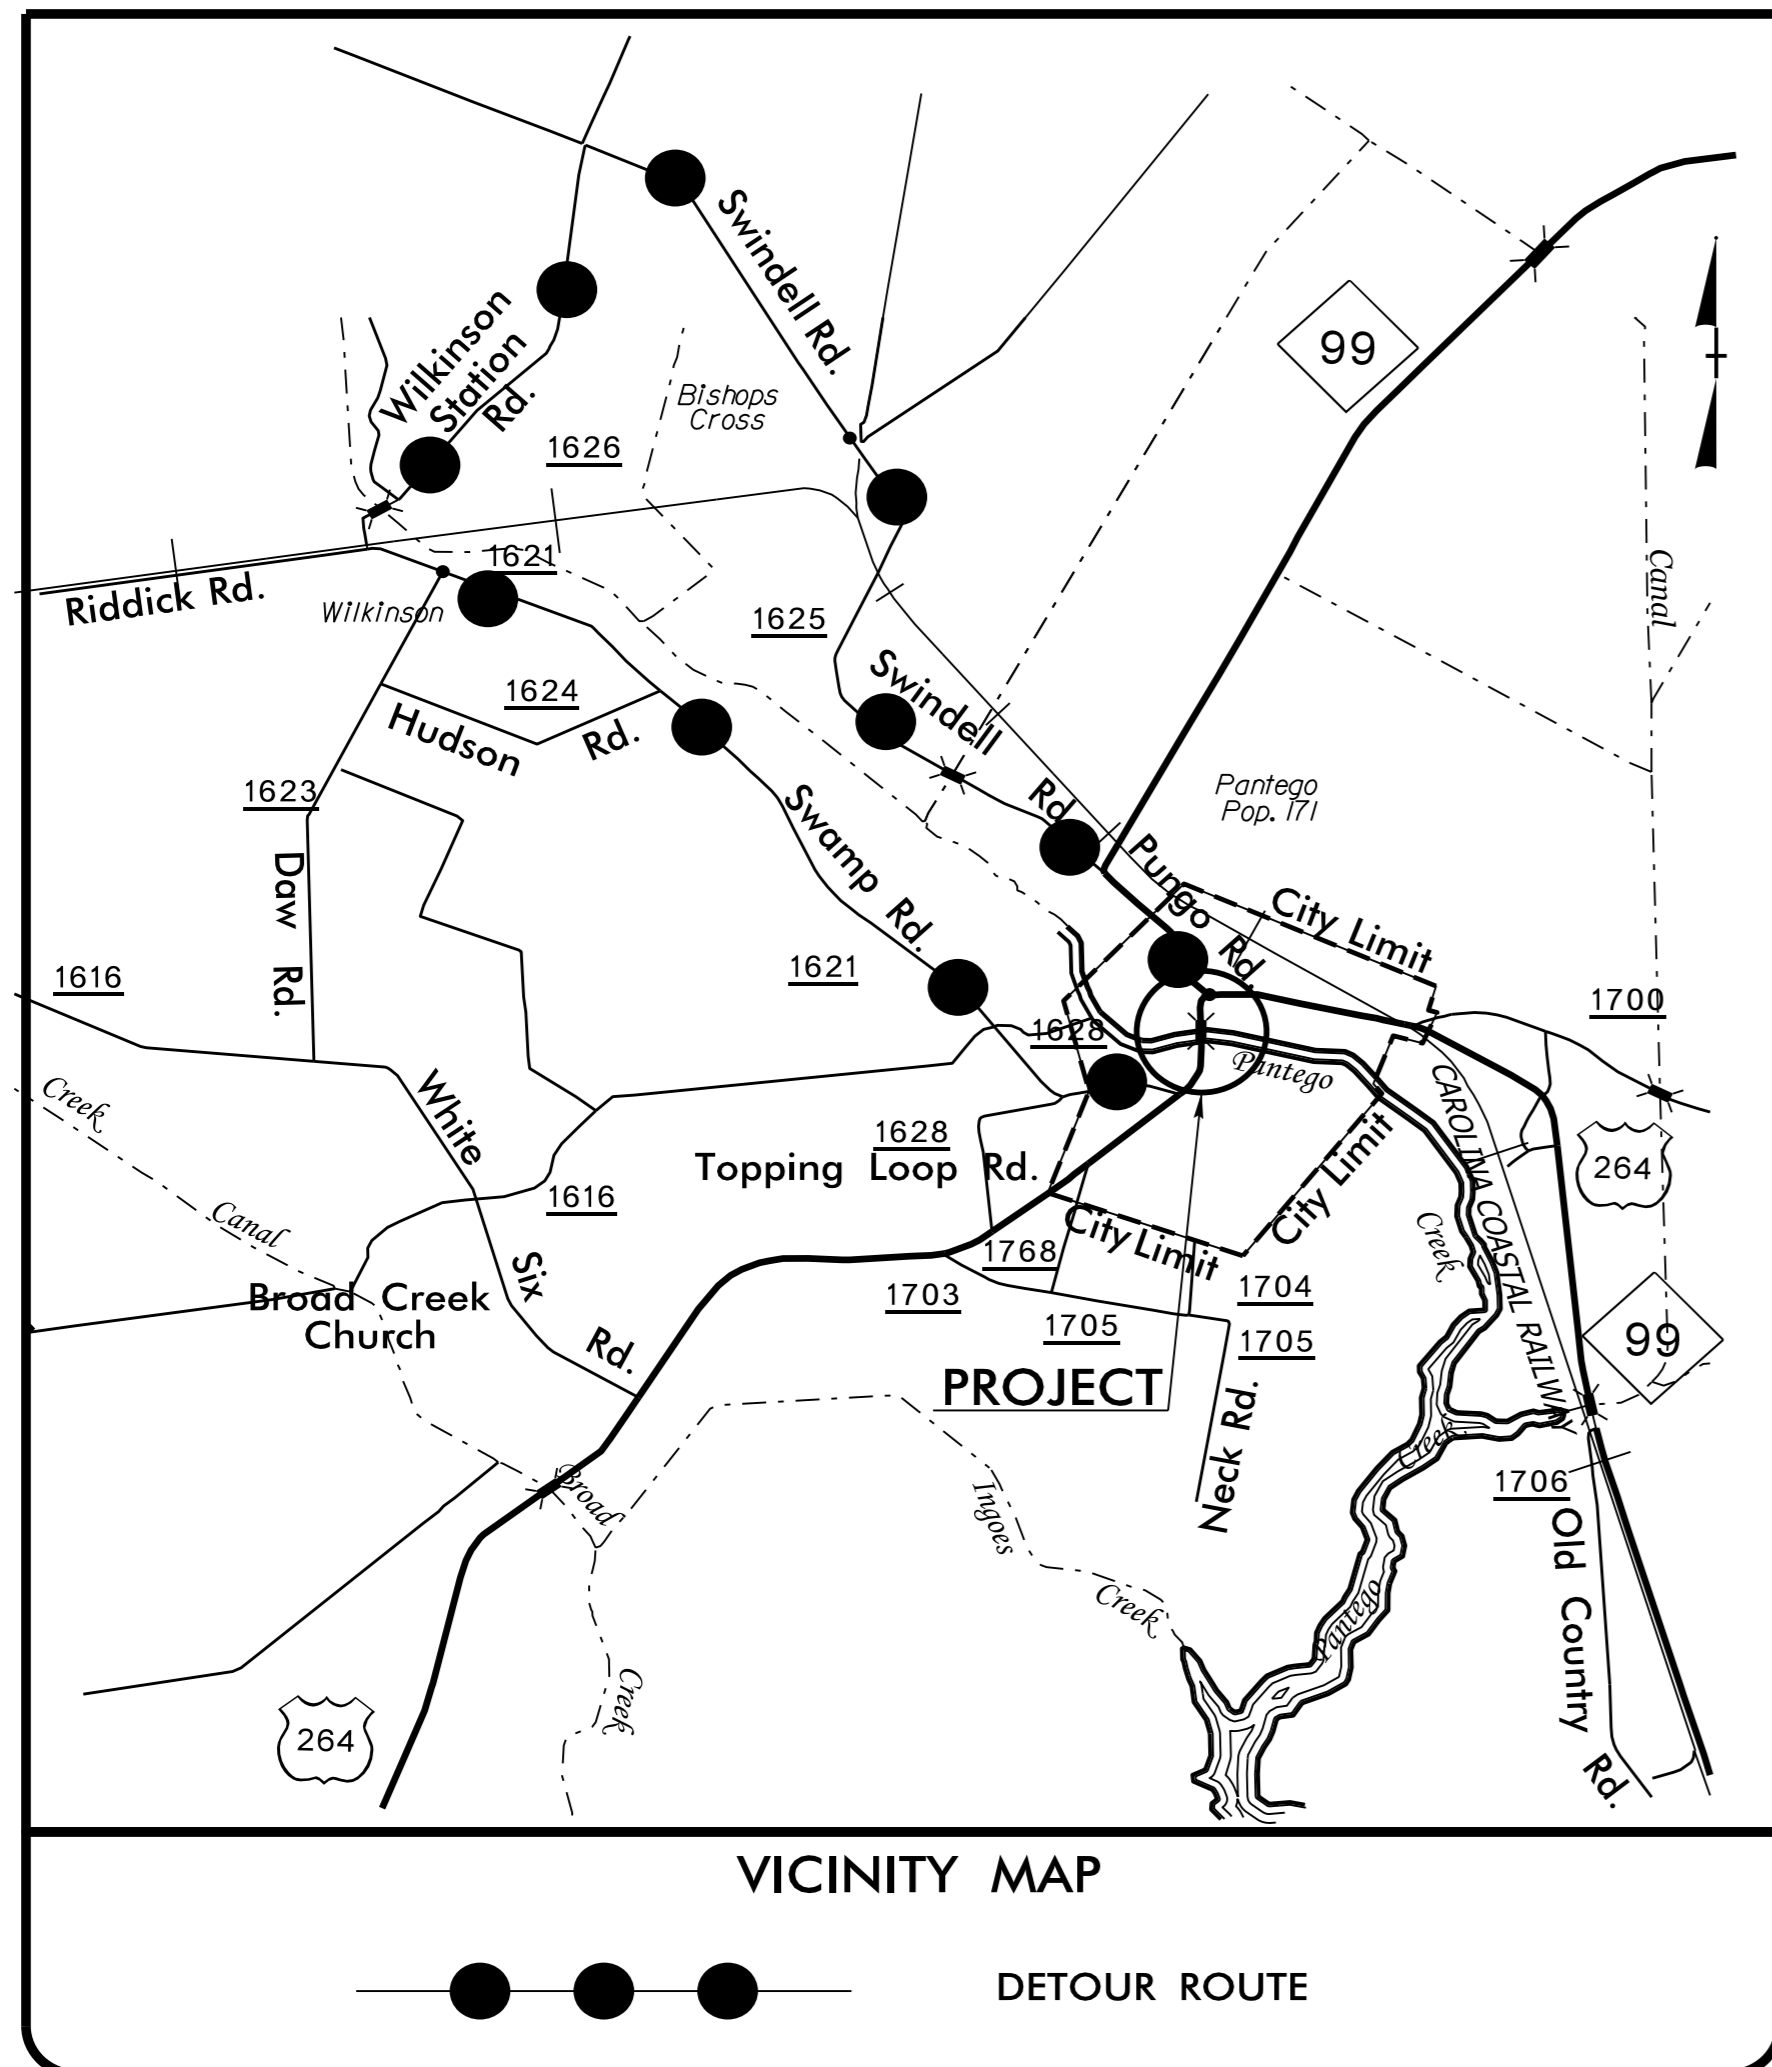 Swindell Rd.
Wilkinson
Station
Rd.
99
Bishops
Cross
1626
1621
Riddick Rd.
Wilkinson
Canal
1625
1624
Hudson Rd.
Swindell Rd.
1623
Pantego
Pop. 171
Swamp Rd.
Pungo Rd.
City Limit
Daw Rd.
1616
1621
1700
1628
Pantego
Creek
White Six Rd.
CAROLINA COASTAL RAILWAY
264
1628
Topping Loop Rd.
City Limit
City Limit
1616
Canal
Creek
1768
Broad Creek
Church
1703
1704
1705
1705
99
PROJECT
Neck Rd.
Creek
1706
Broad
Ingoes
Creek
Old Country Rd.
Pantego
Creek
264
VICINITY MAP
DETOUR ROUTE